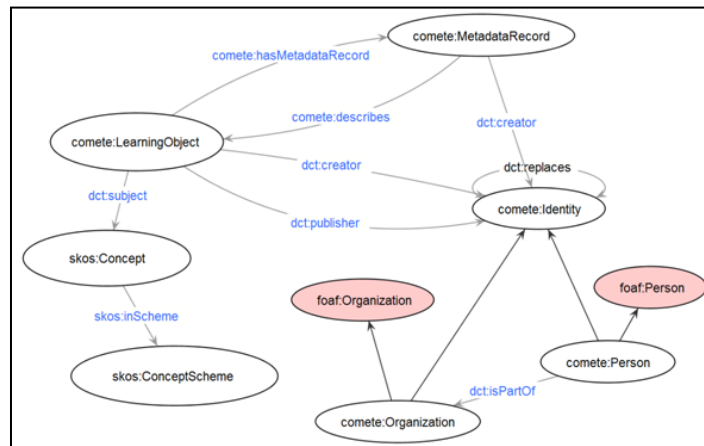 comete:MetadataRecord
comete:hasMetadataRecord
comete:describes
dct:creator
comete:LearningObject
dct:creator
dct:replaces
dct:subject
comete:Identity
dct:publisher
skos:Concept
foaf:Organization
foaf:Person
skos:inScheme
comete:Person
skos:ConceptScheme
dct:isPartOf
comete:Organization